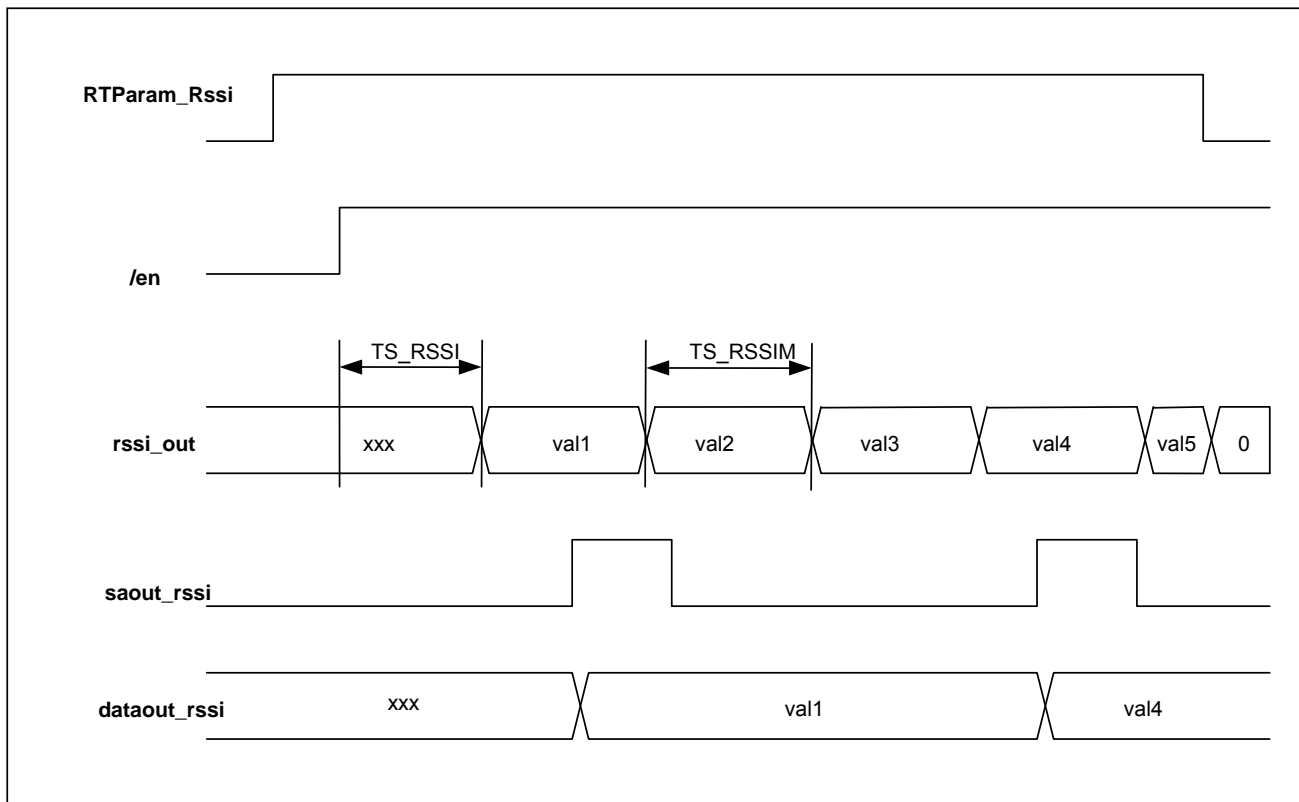 RTParam_Rssi
/en
TS_RSSI TS_RSSIM
rssi_out xxx val1 val2 val3 val4 val5 0
saout_rssi
dataout_rssi xxx val1 val4